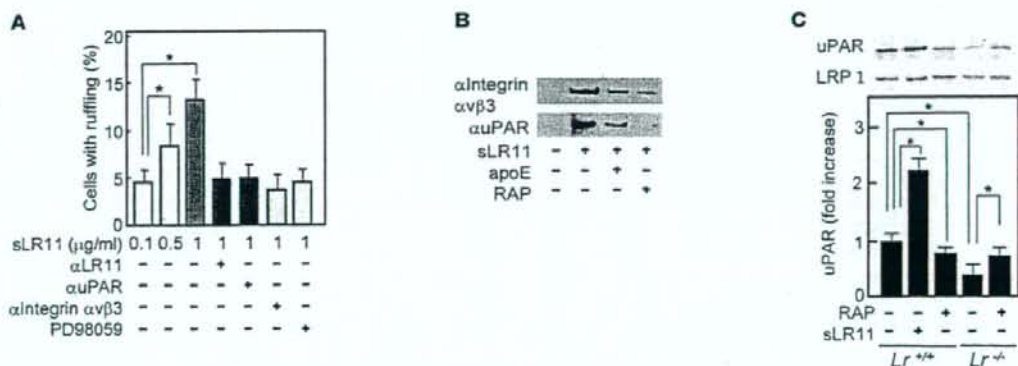 A
20
15
10
5
0
Cells with ruffling (%)
* *
sLR11 (μg/ml) 0.1 0.5 1 1 1 1 1
αLR11 – – – + – – –
αuPAR – – – – + – –
αIntegrin αvβ3 – – – – – + –
PD98059 – – – – – – +
B
αIntegrin
αvβ3
αuPAR
sLR11 – + + +
apoE – – + –
RAP – – – +
C
uPAR
LRP 1
3
2
1
0
uPAR (fold increase)
* * * *
RAP – – + – +
sLR11 – + – – –
Lr +/+ Lr -/-